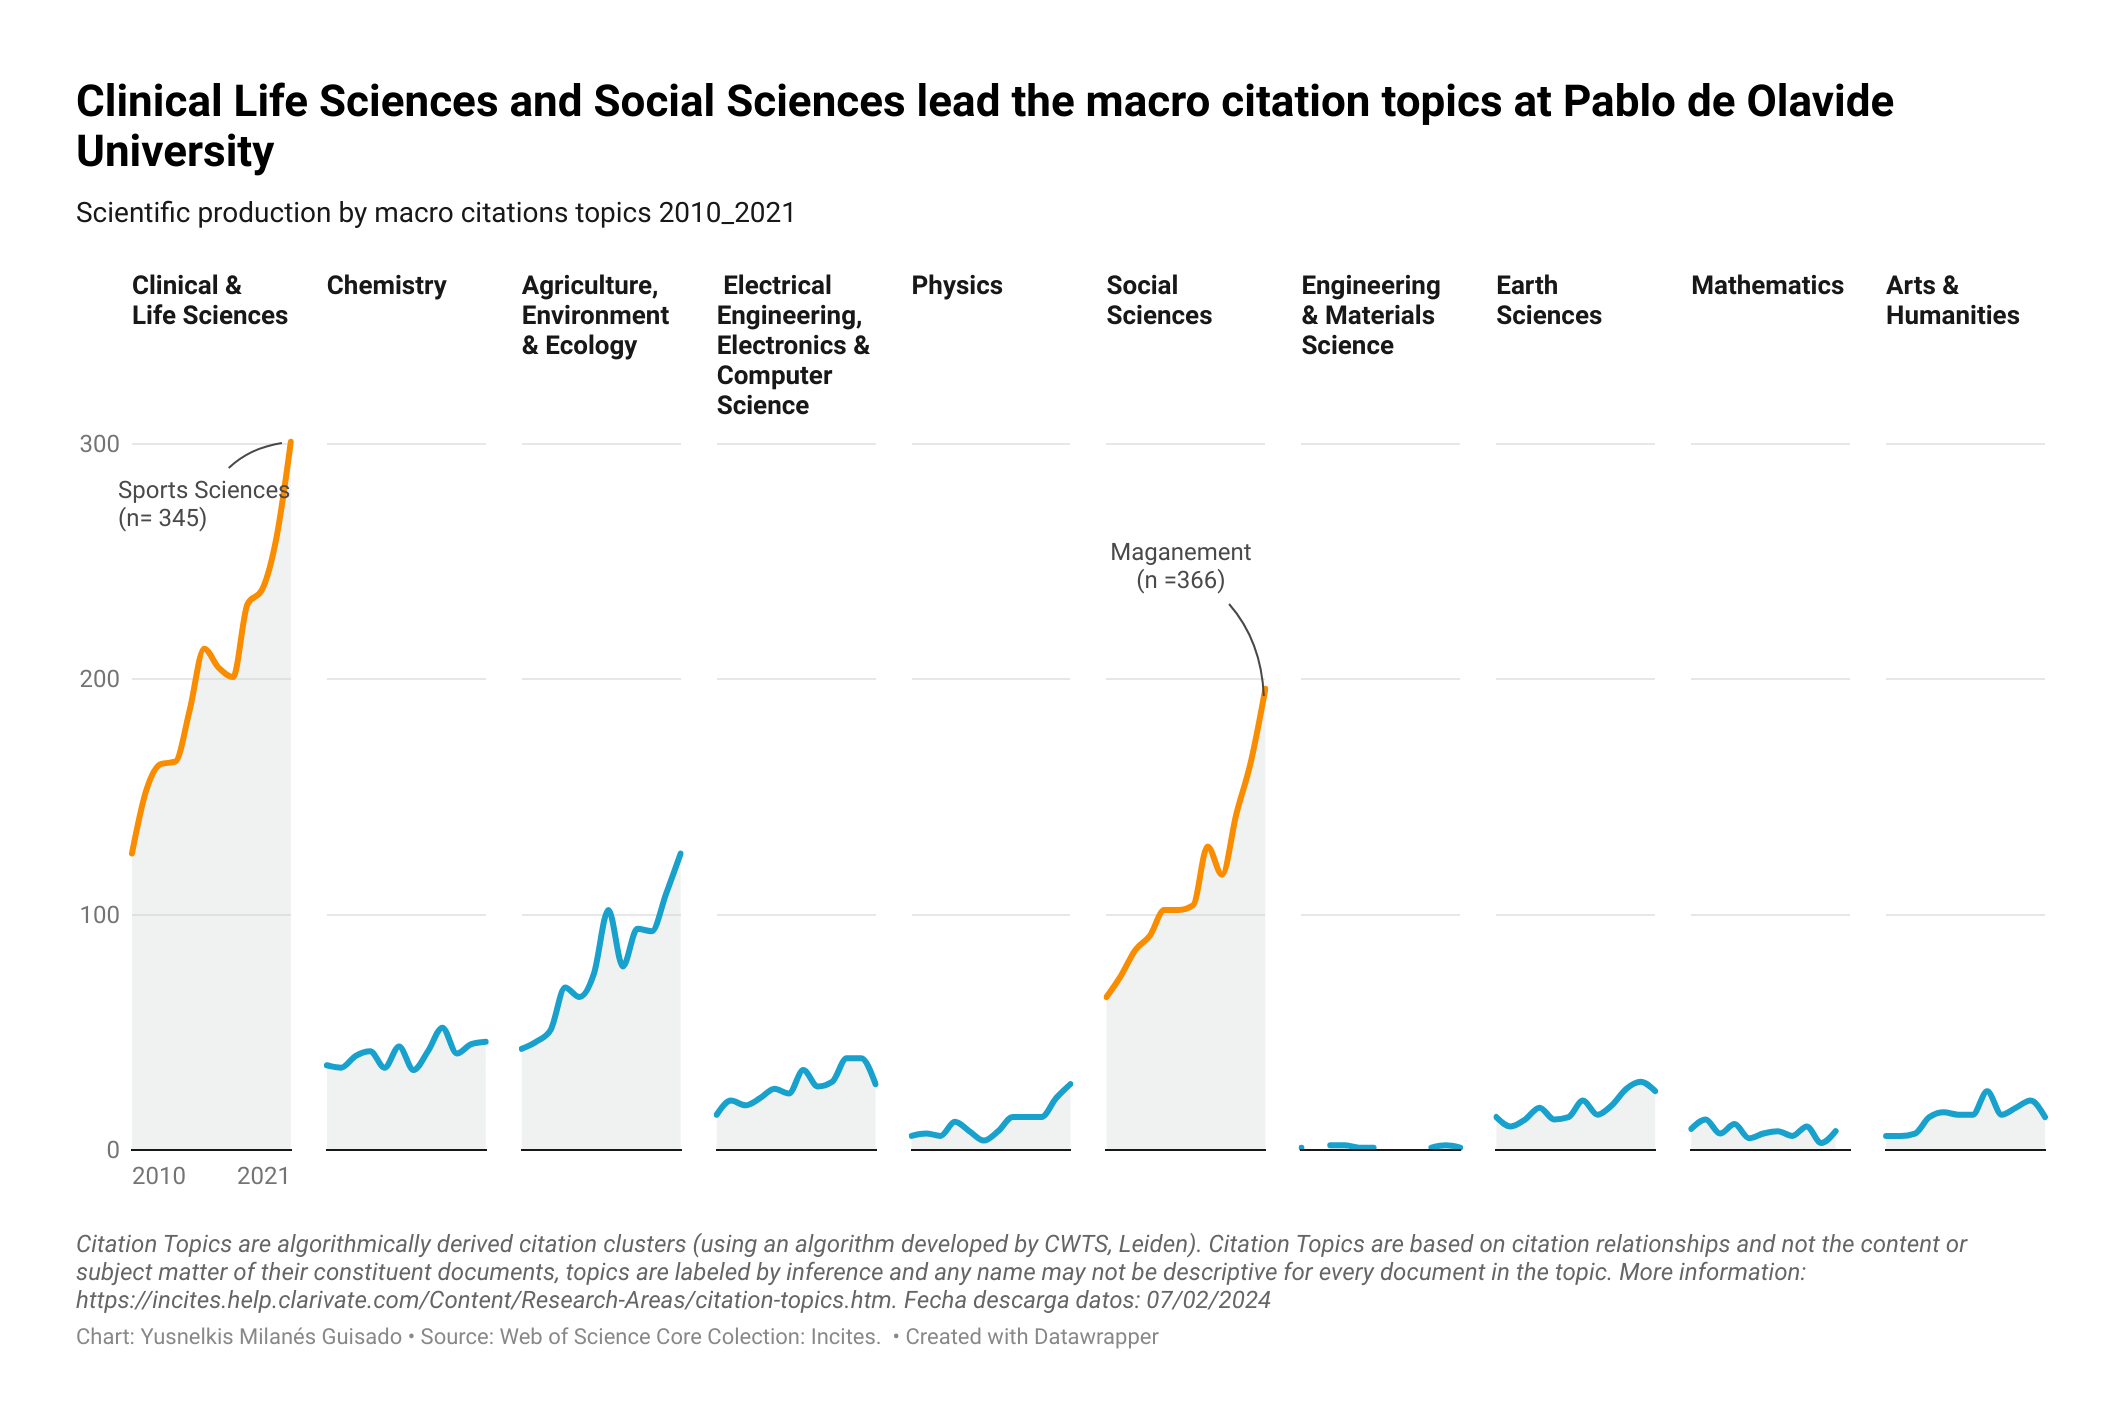 Clinical Life Sciences and Social Sciences lead the macro citation topics at Pablo de Olavide
University
Scientific production by macro citations topics 2010_2021
Clinical &
Life Sciences
Chemistry
Agriculture,
Environment
& Ecology
Electrical
Engineering,
Electronics &
Computer
Science
Physics
Social
Sciences
Engineering
& Materials
Science
Earth
Sciences
Mathematics
Arts &
Humanities
300
Sports Sciences
(n= 345)
Maganement
(n =366)
200
100
0
2010
2021
Citation Topics are algorithmically derived citation clusters (using an algorithm developed by CWTS, Leiden). Citation Topics are based on citation relationships and not the content or
subject matter of their constituent documents, topics are labeled by inference and any name may not be descriptive for every document in the topic. More information:
https://incites.help.clarivate.com/Content/Research-Areas/citation-topics.htm. Fecha descarga datos: 07/02/2024
Chart: Yusnelkis Milanés Guisado • Source: Web of Science Core Colection: Incites. • Created with Datawrapper